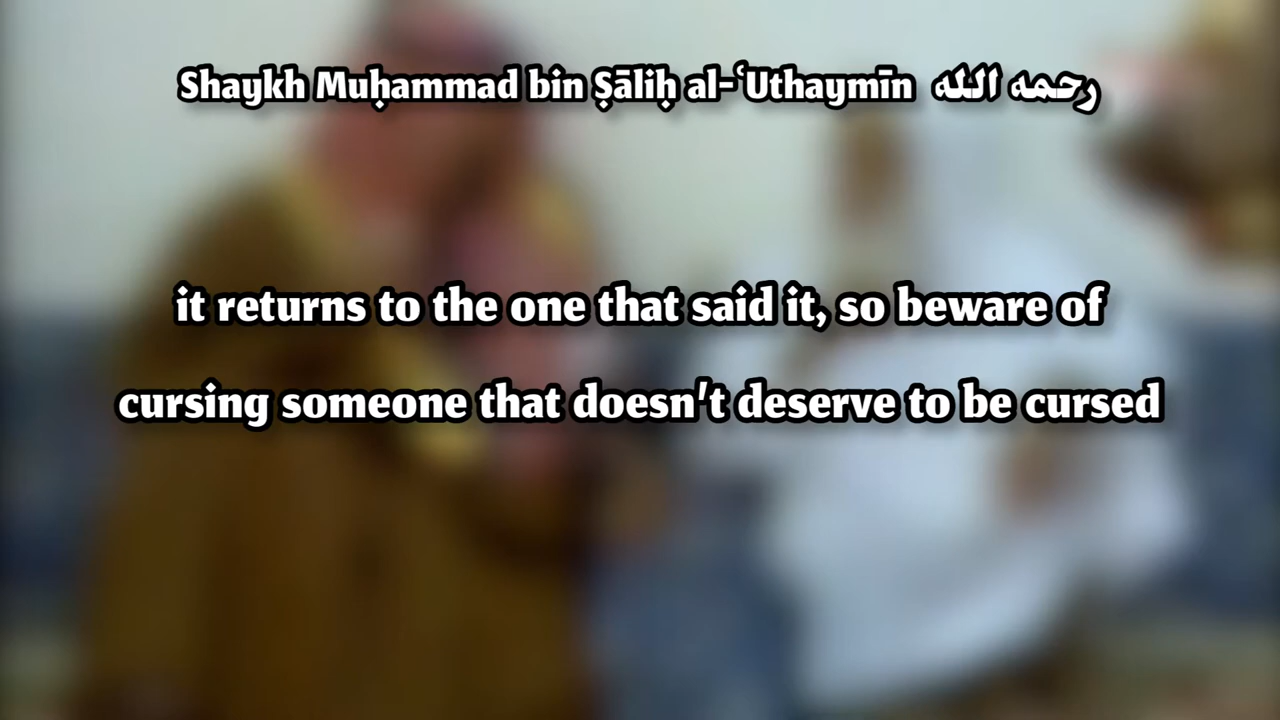 Shaykh Muḥammad bin Ṣāliḥ al-ʿUthaymīn رحمه الله
it returns to the one that said it, so beware of
cursing someone that doesn't deserve to be cursed